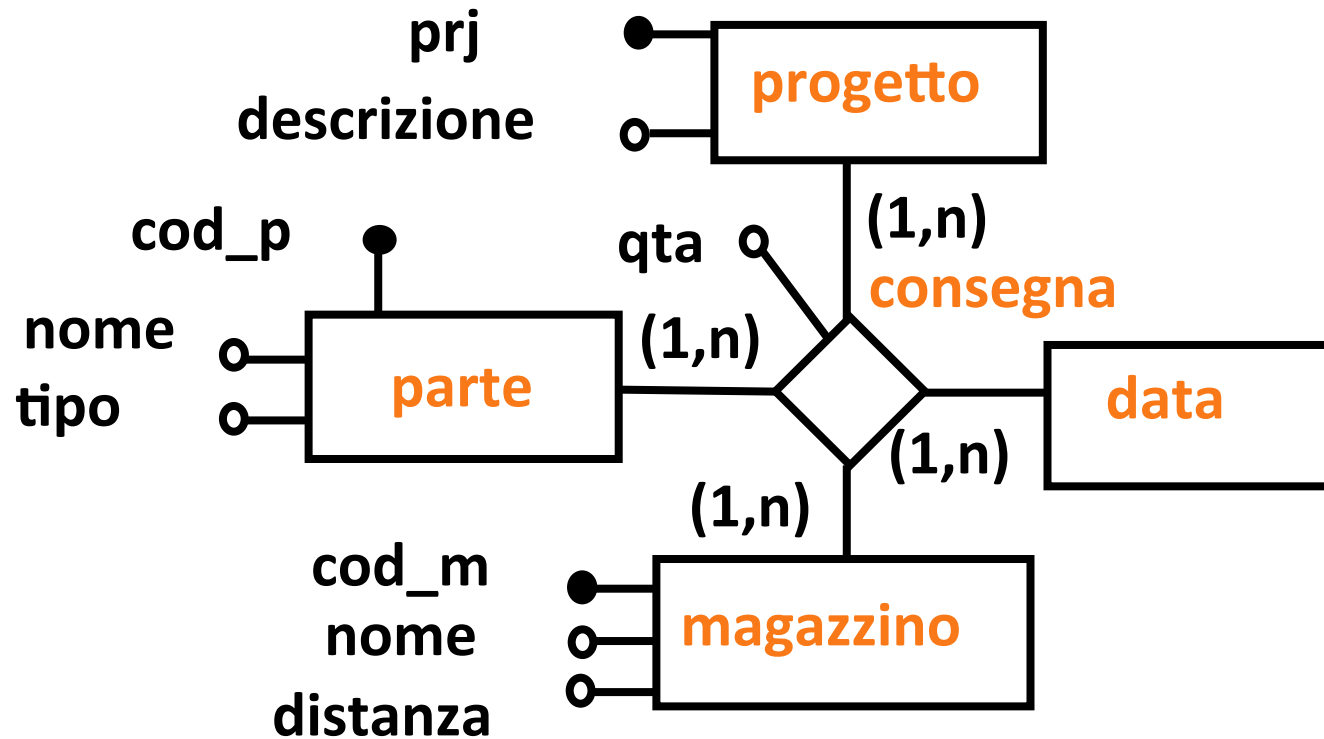 prj
progetto
descrizione
cod_p
qta
(1,n)
consegna
nome
(1,n)
tipo
parte
data
(1,n)
(1,n)
cod_m
nome
magazzino
distanza